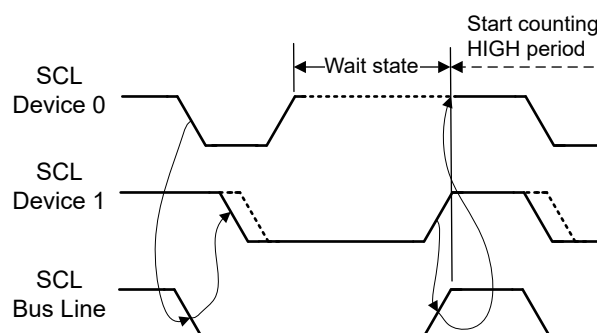 Start counting
HIGH period
Wait state
SCL
Device 0
SCL
Device 1
SCL
Bus Line